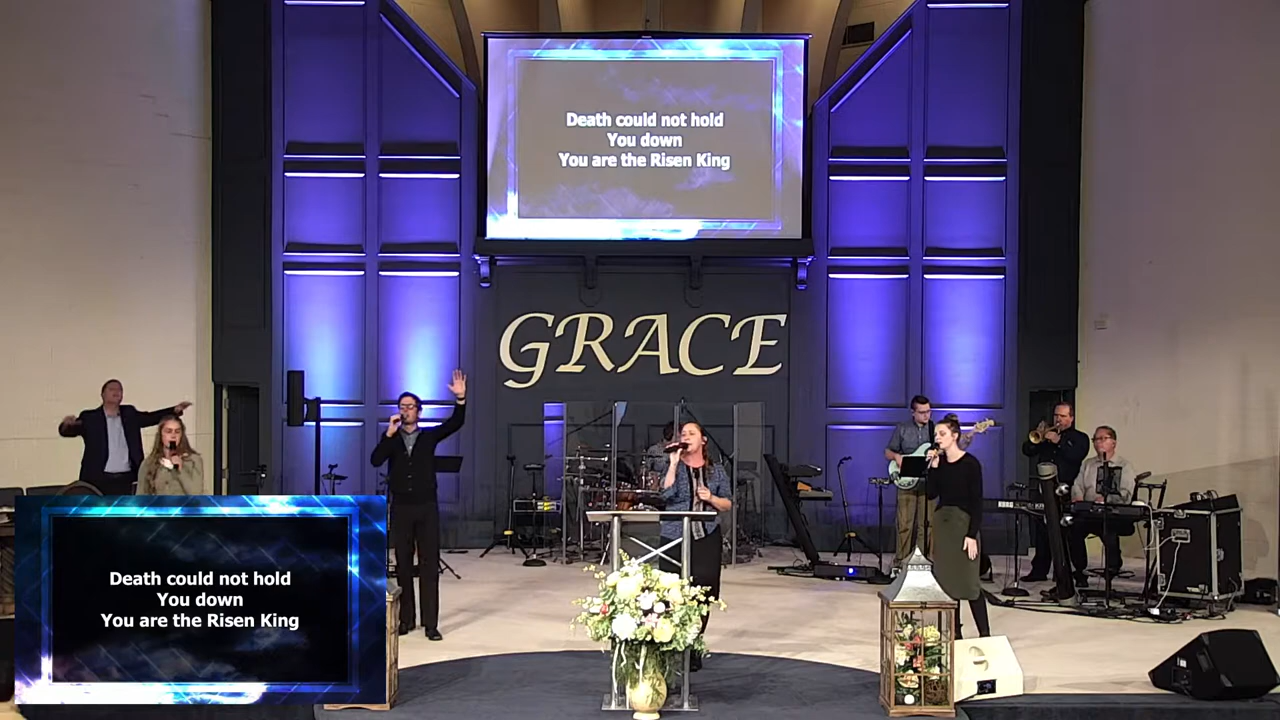 Death could not hold
You down
You are the Risen King
GRACE
Death could not hold
You down
You are the Risen King